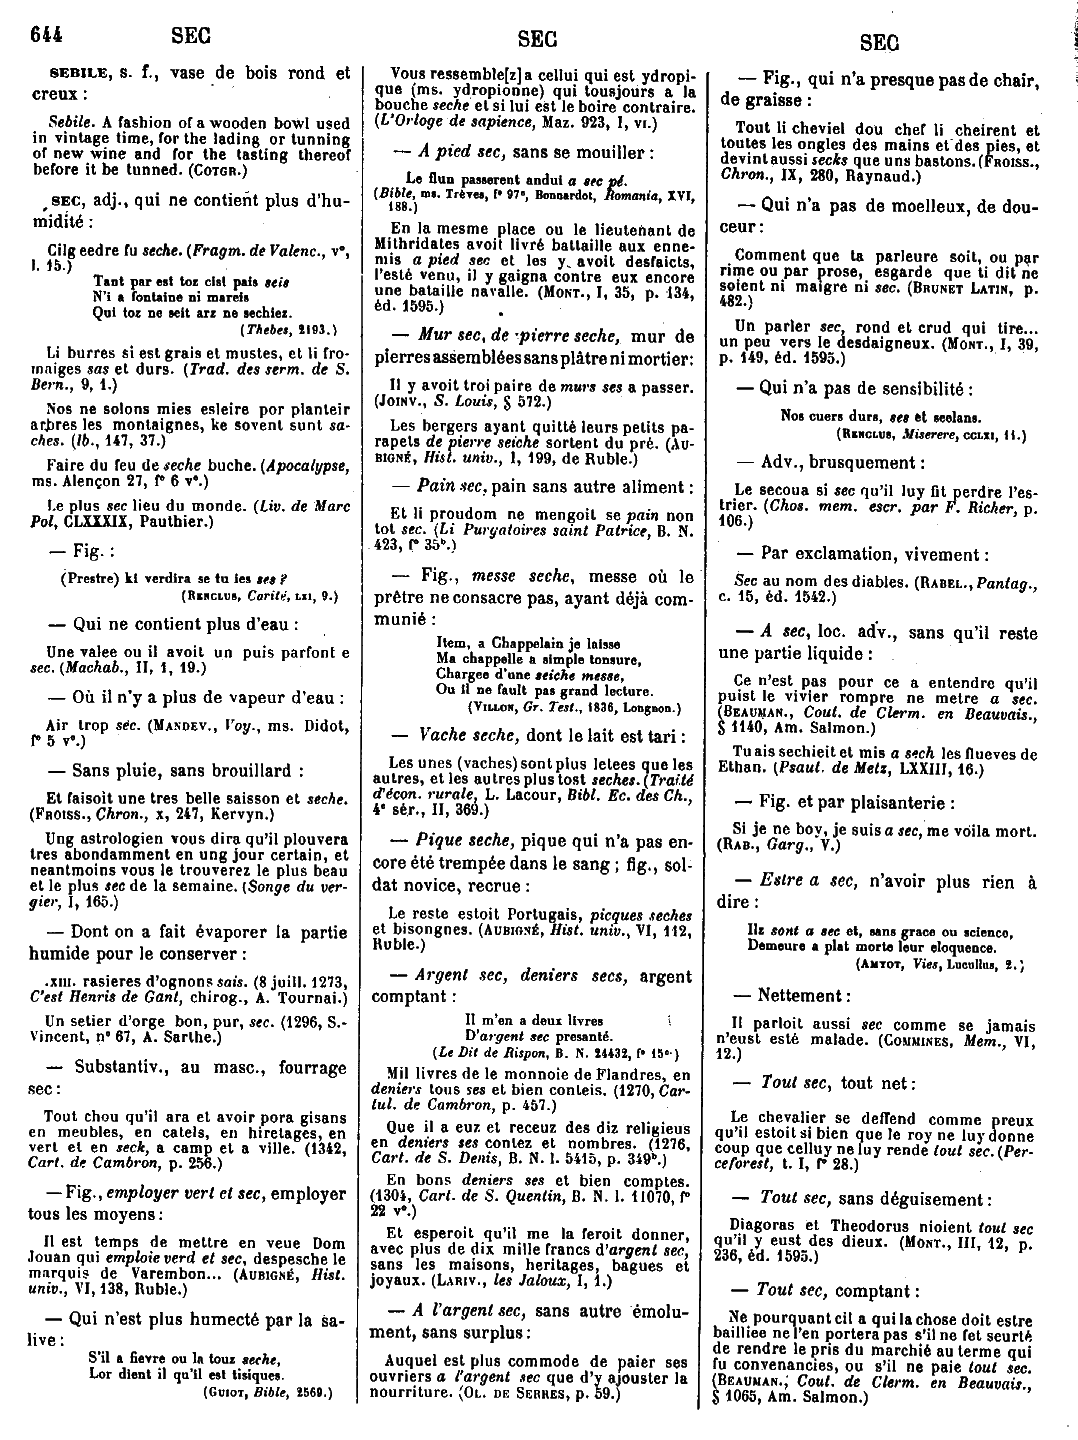 644 SEC SEC SEC
SEBILE, s. f., vase de bois rond et
creux :
Sebile. A fashion of a wooden bowl used
in vintage time, for the lading or tunning
of new wine and for the tasting thereof
before it be tunned. (COTGR.)
SEC, adj., qui ne contient plus d'hu-
midité :
Cilg eedre fu seche. (Fragm. de Valenc., v°,
l. 15.)
Tant par est toz cist pais seis
N'i a fontaine ni mareis
Qui toz ne seit arz ne sechiez.
(Thebes, 2193.)
Li burres si est grais et mustes, et li fro-
maiges sas et durs. (Trad. des serm. de S.
Bern., 9, 1.)
Nos ne solons mies esleire por planteir
arbres les montaignes, ke sovent sunt sa-
ches. (Ib., 147, 37.)
Faire du feu de seche buche. (Apocalypse,
ms. Alençon 27, f° 6 v°.)
Le plus sec lieu du monde. (Liv. de Marc
Pol, CLXXXIX, Pauthier.)
— Fig. :
(Prestre) ki verdira se tu ies ses ?
(RENCLUS, Carité, LXI, 9.)
— Qui ne contient plus d'eau :
Une valee ou il avoit un puis parfont e
sec. (Machab., II, 1, 19.)
— Où il n'y a plus de vapeur d'eau :
Air trop sec. (MANDEV., Voy., ms. Didot,
f° 5 v°.)
— Sans pluie, sans brouillard :
Et faisoit une tres belle saisson et seche.
(FROISS., Chron., X, 247, Kervyn.)
Ung astrologien vous dira qu'il plouvera
tres abondamment en ung jour certain, et
neantmoins vous le trouverez le plus beau
et le plus sec de la semaine. (Songe du ver-
gier, I, 165.)
— Dont on a fait évaporer la partie
humide pour le conserver :
.XIII. rasieres d'ognons sais. (8 juill. 1273,
C'est Henris de Gant, chirog., A. Tournai.)
Un setier d'orge bon, pur, sec. (1296, S.-
Vincent, n° 67, A. Sarthe.)
— Substantiv., au masc., fourrage
sec :
Tout chou qu'il ara et avoir pora gisans
en meubles, en catels, en hiretages, en
vert et en seck, a camp et a ville. (1342,
Cart. de Cambron, p. 256.)
— Fig., employer vert et sec, employer
tous les moyens :
Il est temps de mettre en veue Dom
Jouan qui emploie verd et sec, despesche le
marquis de Varembon... (AUBIGNÉ, Hist.
univ., VI, 138, Ruble.)
— Qui n'est plus humecté par la sa-
live :
S'il a fievre ou la touz seche,
Lor dient il qu'il est tisiques.
(GUIOT, Bible, 2569.)
Vous ressemble[z] a cellui qui est ydropi-
que (ms. ydropionne) qui tousjours a la
bouche seche et si lui est le boire contraire.
(L'Orloge de sapience, Maz. 923, I, VI.)
— A pied sec, sans se mouiller :
Le flun passerent andui a sec pé.
(Bible, ms. Trèves, f° 97°, Bonnardot, Romania, XVI,
188.)
En la mesme place ou le lieutenant de
Mithridates avoit livré battaille aux enne-
mis a pied sec et les y avoit desfaicts,
l'esté venu, il y gaigna contre eux encore
une bataille navalle. (MONT., I, 35, p. 134,
éd. 1595.)
— Mur sec, de pierre seche, mur de
pierres assemblées sans plâtre ni mortier :
Il y avoit troi paire de murs ses a passer.
(JOINV., S. Louis, § 572.)
Les bergers ayant quitté leurs petits pa-
rapets de pierre seiche sortent du pré. (AU-
BIGNÉ, Hist. univ., I, 199, de Ruble.)
— Pain sec, pain sans autre aliment :
Et li proudom ne mengoit se pain non
tot sec. (Li Purgatoires saint Patrice, B. N.
423, f° 35ᵇ.)
— Fig., messe seche, messe où le
prêtre ne consacre pas, ayant déjà com-
munié :
Item, a Chappelain je laisse
Ma chappelle a simple tonsure,
Chargee d'une seiche messe,
Ou il ne fault pas grand lecture.
(VILLON, Gr. Test., 1836, Longnon.)
— Vache seche, dont le lait est tari :
Les unes (vaches) sont plus letees que les
autres, et les autres plus tost seches. (Traité
d'écon. rurale, L. Lacour, Bibl. Ec. des Ch.,
4° sér., II, 369.)
— Pique seche, pique qui n'a pas en-
core été trempée dans le sang ; fig., sol-
dat novice, recrue :
Le reste estoit Portugais, picques seches
et bisongnes. (AUBIGNÉ, Hist. univ., VI, 112,
Ruble.)
— Argent sec, deniers secs, argent
comptant :
Il m'en a deux livres
D'argent sec presanté.
(Le Dit de Rispon, B. N. 24432, f° 15°.)
Mil livres de le monnoie de Flandres, en
deniers tous ses et bien conteis. (1270, Car-
tul. de Cambron, p. 457.)
Que il a euz et receuz des diz religieus
en deniers ses contez et nombres. (1276,
Cart. de S. Denis, B. N. l. 5415, p. 349ᵇ.)
En bons deniers ses et bien comptes.
(1304, Cart. de S. Quentin, B. N. l. 11070, f°
22 v°.)
Et esperoit qu'il me la feroit donner,
avec plus de dix mille francs d'argent sec,
sans les maisons, heritages, bagues et
joyaux. (LARIV., les Jaloux, I, 1.)
— A l'argent sec, sans autre émolu-
ment, sans surplus :
Auquel est plus commode de paier ses
ouvriers a l'argent sec que d'y ajouster la
nourriture. (OL. DE SERRES, p. 59.)
— Fig., qui n'a presque pas de chair,
de graisse :
Tout li cheviel dou chef li cheirent et
toutes les ongles des mains et des pies, et
devint aussi secks que uns bastons. (FROISS.,
Chron., IX, 280, Raynaud.)
— Qui n'a pas de moelleux, de dou-
ceur :
Comment que ta parleure soit, ou par
rime ou par prose, esgarde que ti dit ne
soient ni maigre ni sec. (BRUNET LATIN, p.
482.)
Un parler sec, rond et crud qui tire...
un peu vers le desdaigneux. (MONT., I, 39,
p. 149, éd. 1595.)
— Qui n'a pas de sensibilité :
Nos cuers durs, ses et seelans.
(RENCLUS, Miserere, CCLXI, 11.)
— Adv., brusquement :
Le secoua si sec qu'il luy fit perdre l'es-
trier. (Chos. mem. escr. par F. Richer, p.
106.)
— Par exclamation, vivement :
Sec au nom des diables. (RABEL., Pantag.,
c. 15, éd. 1542.)
— A sec, loc. adv., sans qu'il reste
une partie liquide :
Ce n'est pas pour ce a entendre qu'il
puist le vivier rompre ne metre a sec.
(BEAUMAN., Cout. de Clerm. en Beauvais.,
§ 1140, Am. Salmon.)
Tu ais sechieit et mis a sech les flueves de
Ethan. (Psaut. de Metz, LXXIII, 16.)
— Fig. et par plaisanterie :
Si je ne boy, je suis a sec, me voila mort.
(RAB., Garg., V.)
— Estre a sec, n'avoir plus rien à
dire :
Ilz sont a sec et, sans grace ou science,
Demeure a plat morte leur eloquence.
(AMYOT, Vies, Lucullus, 2.)
— Nettement :
Il parloit aussi sec comme se jamais
n'eust esté malade. (COMMINES, Mem., VI,
12.)
— Tout sec, tout net :
Le chevalier se deffend comme preux
qu'il estoit si bien que le roy ne luy donne
coup que celluy ne luy rende tout sec. (Per-
ceforest, t. I, f° 28.)
— Tout sec, sans déguisement :
Diagoras et Theodorus nioient tout sec
qu'il y eust des dieux. (MONT., III, 12, p.
236, éd. 1595.)
— Tout sec, comptant :
Ne pourquant cil a qui la chose doit estre
bailliee ne l'en portera pas s'il ne fet seurté
de rendre le pris du marchié au terme qui
fu convenancies, ou s'il ne paie tout sec.
(BEAUMAN., Cout. de Clerm. en Beauvais.,
§ 1065, Am. Salmon.)